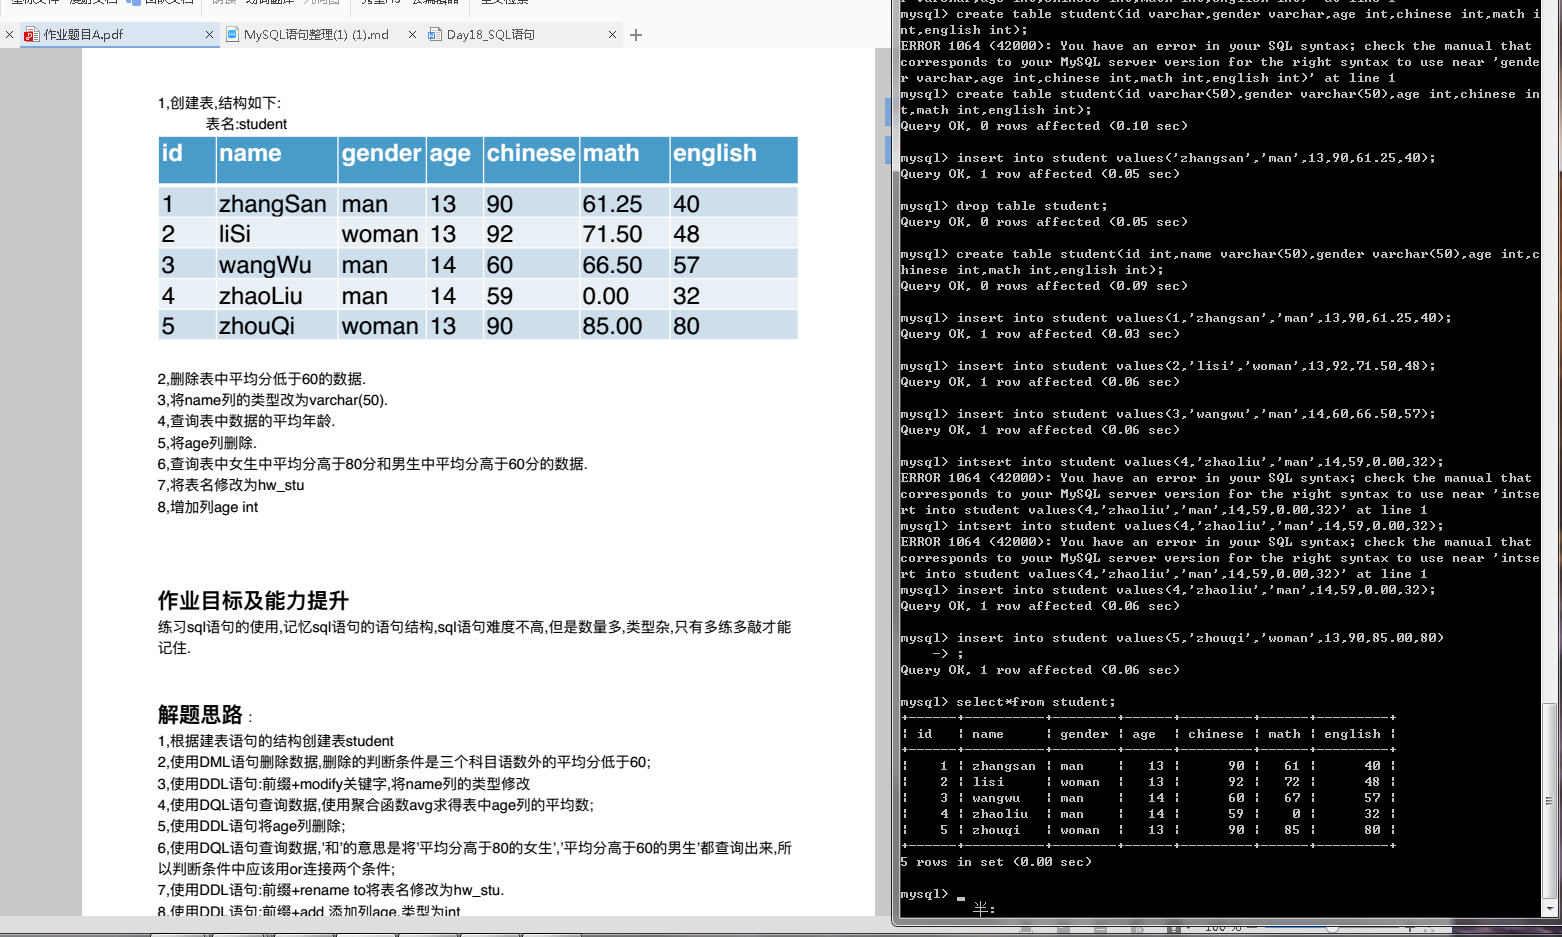 作业题目A.pdf
MySQL语句整理(1) (1).md
Day18_SQL语句
1,创建表,结构如下:
表名:student
id name gender age chinese math english
1 zhangSan man 13 90 61.25 40
2 liSi woman 13 92 71.50 48
3 wangWu man 14 60 66.50 57
4 zhaoLiu man 14 59 0.00 32
5 zhouQi woman 13 90 85.00 80
2,删除表中平均分低于60的数据.
3,将name列的类型改为varchar(50).
4,查询表中数据的平均年龄.
5,将age列删除.
6,查询表中女生中平均分高于80分和男生中平均分高于60分的数据.
7,将表名修改为hw_stu
8,增加列age int
作业目标及能力提升
练习sql语句的使用,记忆sql语句的语句结构,sql语句难度不高,但是数量多,类型杂,只有多练多敲才能
记住.
解题思路：
1,根据建表语句的结构创建表student
2,使用DML语句删除数据,删除的判断条件是三个科目语数外的平均分低于60;
3,使用DDL语句:前缀+modify关键字,将name列的类型修改
4,使用DQL语句查询数据,使用聚合函数avg求得表中age列的平均数;
5,使用DDL语句将age列删除;
6,使用DQL语句查询数据,’和’的意思是将’平均分高于80的女生’,’平均分高于60的男生’都查询出来,所
以判断条件中应该用or连接两个条件;
7,使用DDL语句:前缀+rename to将表名修改为hw_stu.
8,使用DDL语句:前缀+add 添加列age,类型为int
mysql> create table student(id varchar,gender varchar,age int,chinese int,math i
nt,english int);
ERROR 1064 (42000): You have an error in your SQL syntax; check the manual that
corresponds to your MySQL server version for the right syntax to use near 'gende
r varchar,age int,chinese int,math int,english int)' at line 1
mysql> create table student(id varchar(50),gender varchar(50),age int,chinese in
t,math int,english int);
Query OK, 0 rows affected (0.10 sec)
mysql> insert into student values('zhangsan','man',13,90,61.25,40);
Query OK, 1 row affected (0.05 sec)
mysql> drop table student;
Query OK, 0 rows affected (0.05 sec)
mysql> create table student(id int,name varchar(50),gender varchar(50),age int,c
hinese int,math int,english int);
Query OK, 0 rows affected (0.09 sec)
mysql> insert into student values(1,'zhangsan','man',13,90,61.25,40);
Query OK, 1 row affected (0.03 sec)
mysql> insert into student values(2,'lisi','woman',13,92,71.50,48);
Query OK, 1 row affected (0.06 sec)
mysql> insert into student values(3,'wangwu','man',14,60,66.50,57);
Query OK, 1 row affected (0.06 sec)
mysql> intsert into student values(4,'zhaoliu','man',14,59,0.00,32);
ERROR 1064 (42000): You have an error in your SQL syntax; check the manual that
corresponds to your MySQL server version for the right syntax to use near 'intse
rt into student values(4,'zhaoliu','man',14,59,0.00,32)' at line 1
mysql> intsert into student values(4,'zhaoliu','man',14,59,0.00,32);
ERROR 1064 (42000): You have an error in your SQL syntax; check the manual that
corresponds to your MySQL server version for the right syntax to use near 'intse
rt into student values(4,'zhaoliu','man',14,59,0.00,32)' at line 1
mysql> insert into student values(4,'zhaoliu','man',14,59,0.00,32);
Query OK, 1 row affected (0.06 sec)
mysql> insert into student values(5,'zhouqi','woman',13,90,85.00,80)
-> ;
Query OK, 1 row affected (0.06 sec)
mysql> select*from student;
+------+----------+--------+------+---------+------+---------+
| id | name | gender | age | chinese | math | english |
+------+----------+--------+------+---------+------+---------+
| 1 | zhangsan | man | 13 | 90 | 61 | 40 |
| 2 | lisi | woman | 13 | 92 | 72 | 48 |
| 3 | wangwu | man | 14 | 60 | 67 | 57 |
| 4 | zhaoliu | man | 14 | 59 | 0 | 32 |
| 5 | zhouqi | woman | 13 | 90 | 85 | 80 |
+------+----------+--------+------+---------+------+---------+
5 rows in set (0.00 sec)
mysql> _
半: